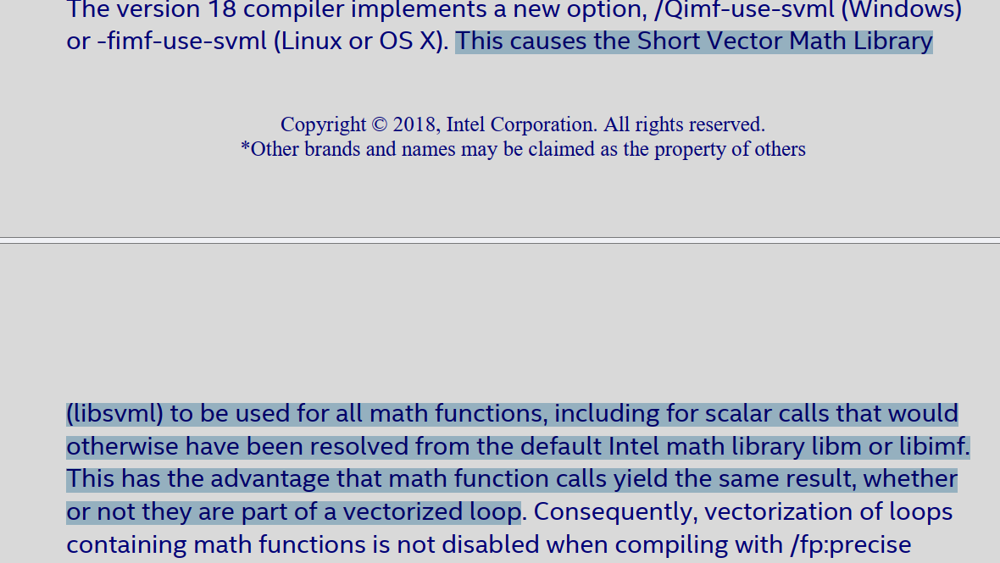 The version 18 compiler implements a new option, /Qimf-use-svml (Windows)
or -fimf-use-svml (Linux or OS X). This causes the Short Vector Math Library
Copyright © 2018, Intel Corporation. All rights reserved.
*Other brands and names may be claimed as the property of others
(libsvml) to be used for all math functions, including for scalar calls that would
otherwise have been resolved from the default Intel math library libm or libimf.
This has the advantage that math function calls yield the same result, whether
or not they are part of a vectorized loop. Consequently, vectorization of loops
containing math functions is not disabled when compiling with /fp:precise